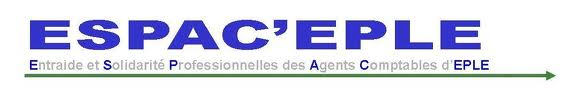 ESPAC’EPLE
Entraide et Solidarité Professionnelles des Agents Comptables d’EPLE